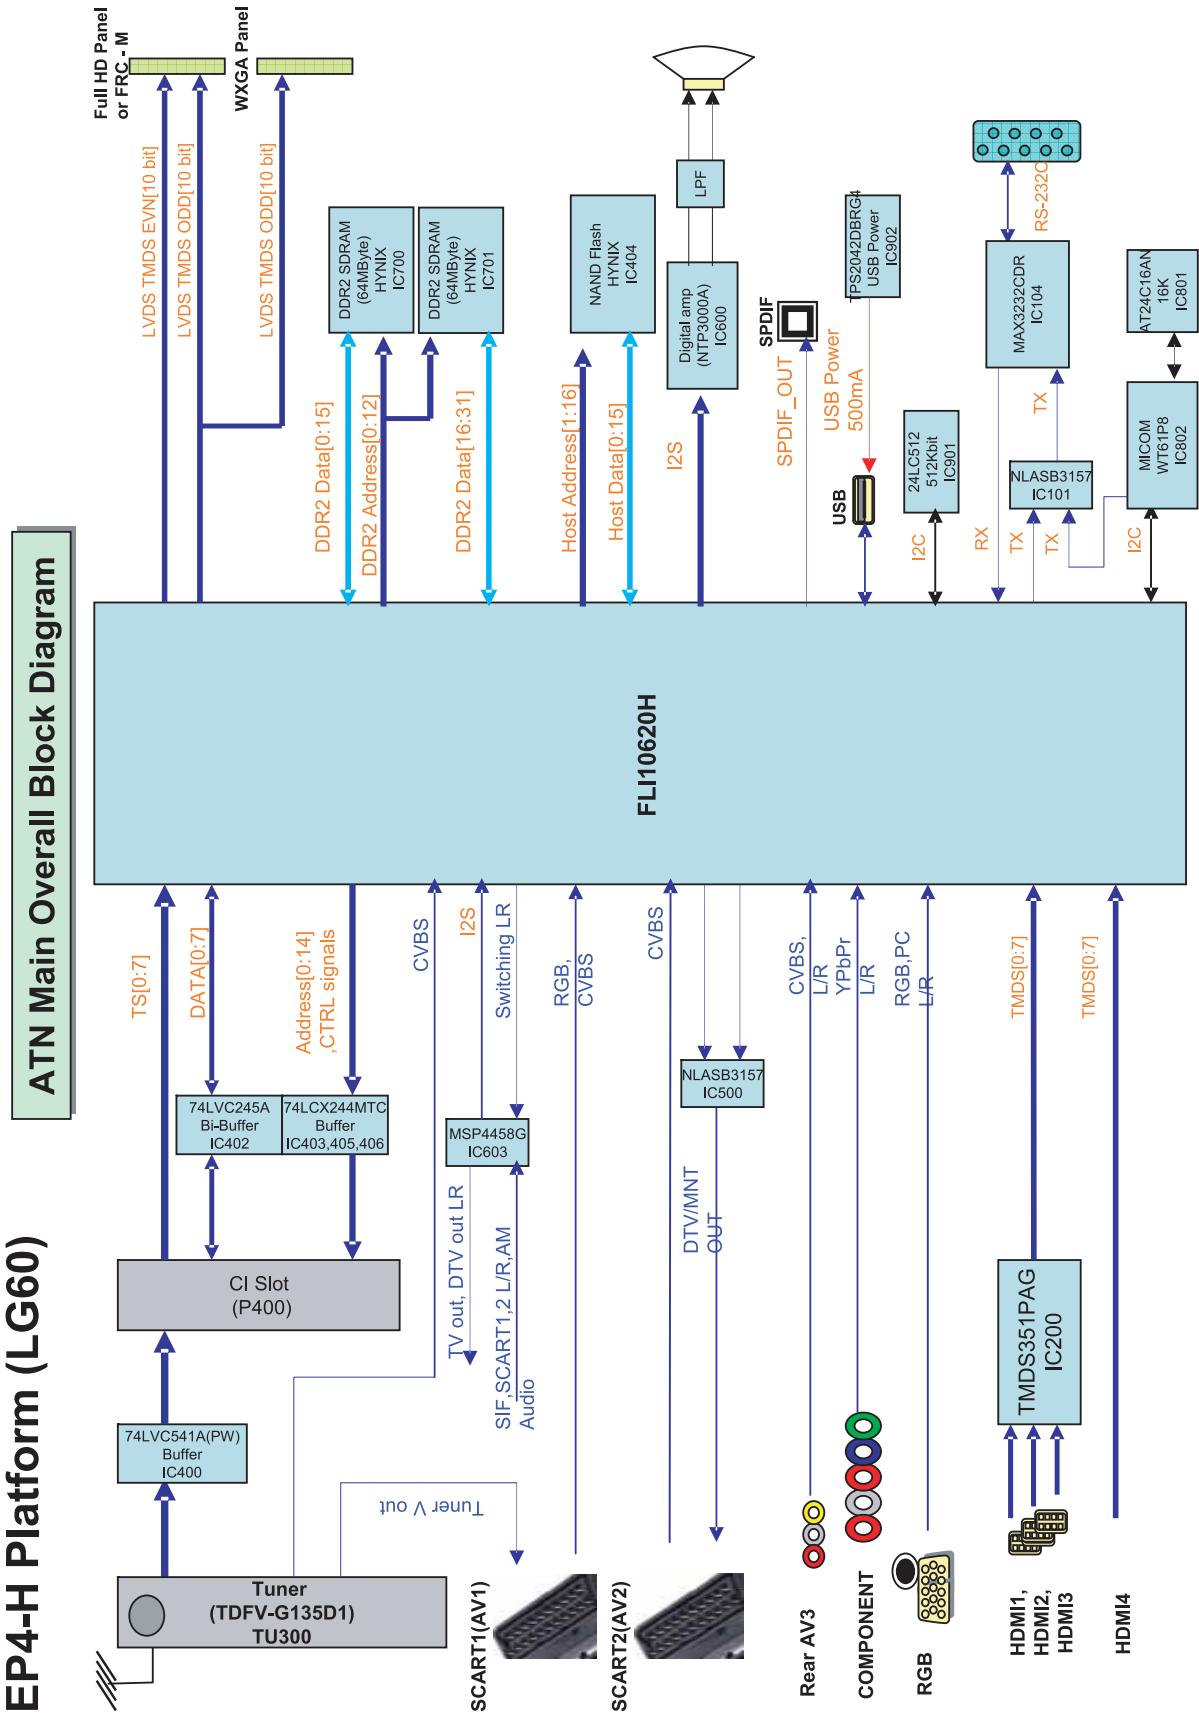 EP4-H Platform (LG60)
ATN Main Overall Block Diagram
Full HD Panel
or FRC - M
WXGA Panel
LVDS TMDS EVN[10 bit]
LVDS TMDS ODD[10 bit]
LVDS TMDS ODD[10 bit]
DDR2 SDRAM
(64MByte)
HYNIX
IC700
DDR2 SDRAM
(64MByte)
HYNIX
IC701
DDR2 Data[0:15]
DDR2 Address[0:12]
DDR2 Data[16:31]
NAND Flash
HYNIX
IC404
Host Address[1:16]
Host Data[0:15]
LPF
Digital amp
(NTP3000A)
IC600
I2S
SPDIF
SPDIF_OUT
TPS2042DBRG4
USB Power
IC902
USB Power
500mA
USB
24LC512
512Kbit
IC901
I2C
RS-232C
MAX3232CDR
IC104
RX
TX
TX
TX
NLASB3157
IC101
AT24C16AN
16K
IC801
MICOM
WT61P8
IC802
I2C
FLI10620H
TS[0:7]
DATA[0:7]
Address[0:14]
,CTRL signals
CVBS
I2S
Switching LR
RGB,
CVBS
CVBS
CVBS,
L/R
YPbPr
L/R
RGB,PC
L/R
TMDS[0:7]
TMDS[0:7]
74LVC245A
Bi-Buffer
IC402
74LCX244MTC
Buffer
IC403,405,406
MSP4458G
IC603
NLASB3157
IC500
CI Slot
(P400)
TV out, DTV out LR
SIF,SCART1,2 L/R,AM
Audio
DTV/MNT
OUT
TMDS351PAG
IC200
74LVC541A(PW)
Buffer
IC400
Tuner V out
Tuner
(TDFV-G135D1)
TU300
SCART1(AV1)
SCART2(AV2)
Rear AV3
COMPONENT
RGB
HDMI1,
HDMI2,
HDMI3
HDMI4